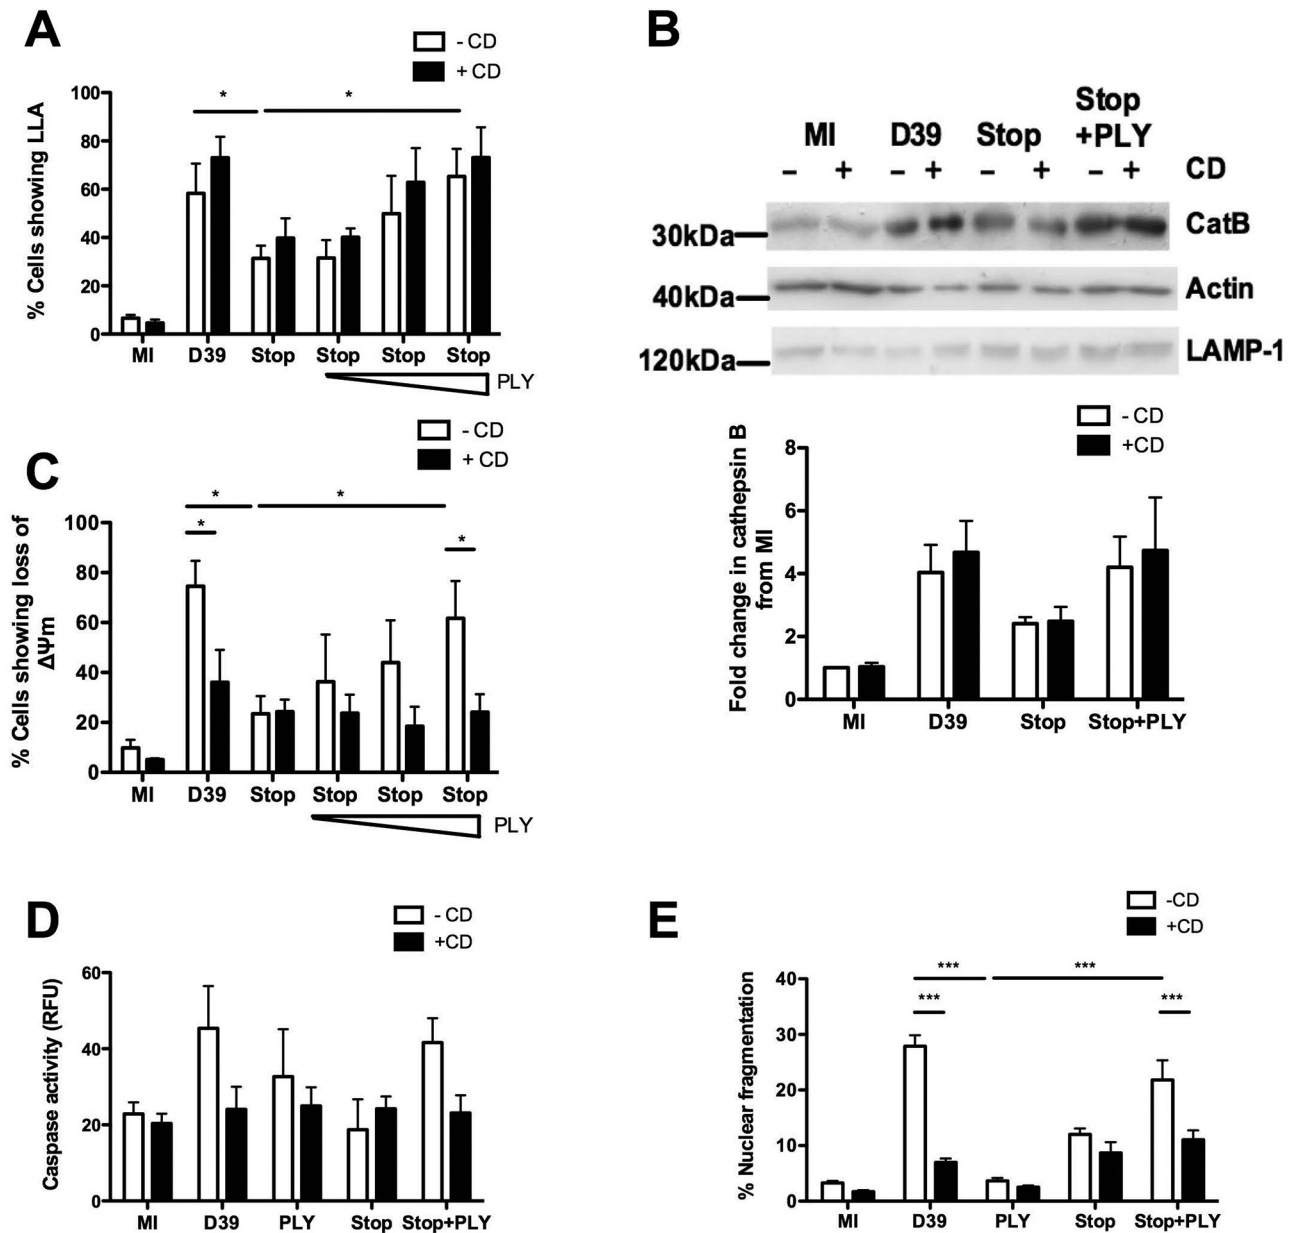 A
- CD
+ CD
% Cells showing LLA
100
80
60
40
20
0
*
*
MI D39 Stop Stop Stop Stop
PLY
B
MI D39 Stop Stop +PLY
- + - + - + - + CD
30kDa CatB
40kDa Actin
120kDa LAMP-1
- CD
+CD
Fold change in cathepsin B
from MI
8
6
4
2
0
MI D39 Stop Stop+PLY
C
- CD
+ CD
% Cells showing loss of
ΔΨm
100
80
60
40
20
0
*
*
*
*
MI D39 Stop Stop Stop Stop
PLY
D
- CD
+CD
Caspase activity (RFU)
60
40
20
0
MI D39 PLY Stop Stop+PLY
E
-CD
+CD
% Nuclear fragmentation
40
30
20
10
0
***
***
***
***
MI D39 PLY Stop Stop+PLY